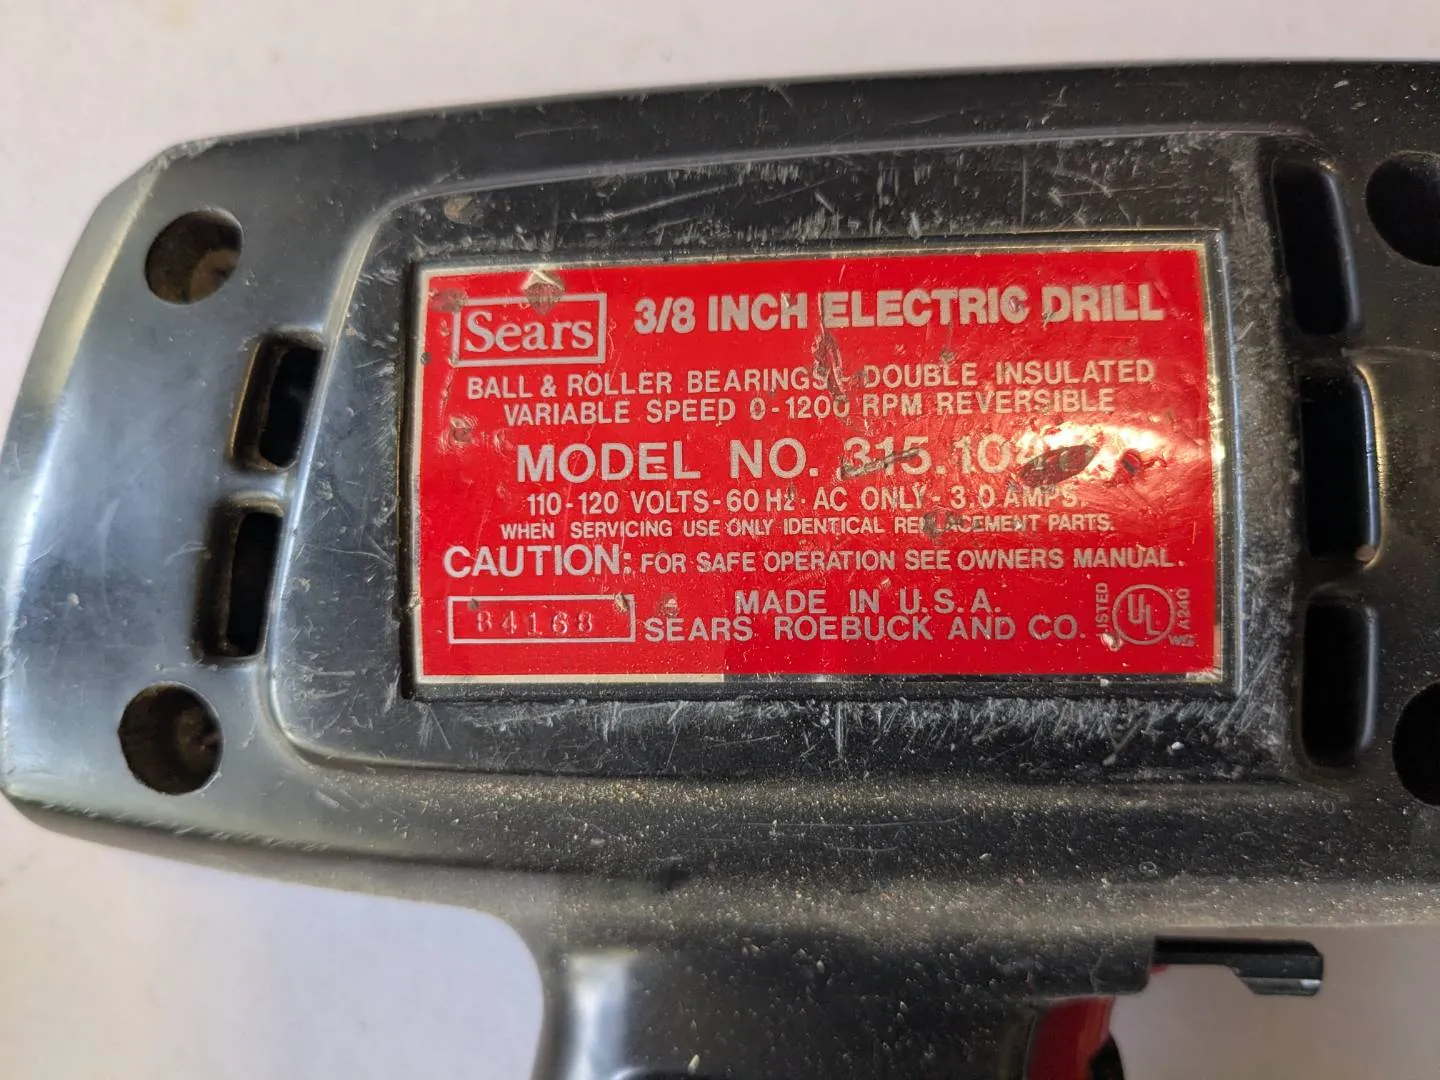 Sears
3/8 INCH ELECTRIC DRILL
BALL & ROLLER BEARINGS - DOUBLE INSULATED
VARIABLE SPEED 0-1200 RPM REVERSIBLE
MODEL NO.
110-120 VOLTS-60 Hz. AC ONLY - 3.0 AMPS.
WHEN SERVICING USE ONLY IDENTICAL REPLACEMENT PARTS.
CAUTION: FOR SAFE OPERATION SEE OWNERS MANUAL.
B4168
MADE IN U.S.A.
SEARS ROEBUCK AND CO.
LISTED
UL